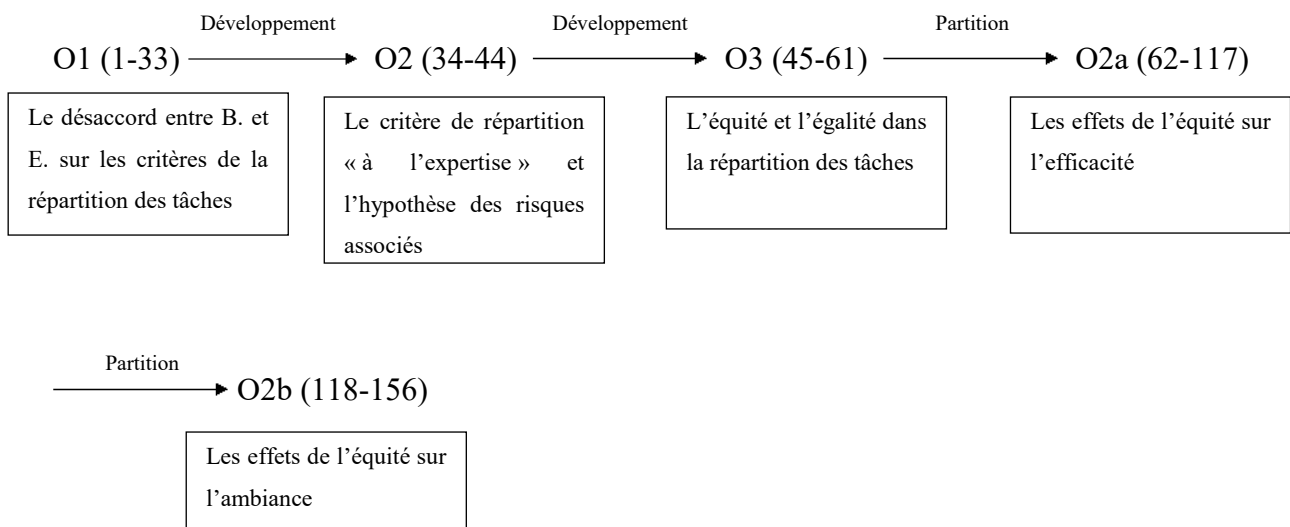 Développement
Développement
Partition
O1 (1-33)
O2 (34-44)
O3 (45-61)
O2a (62-117)
Le désaccord entre B. et
E. sur les critères de la
répartition des tâches
Le critère de répartition
« à l’expertise » et
l’hypothèse des risques
associés
L’équité et l’égalité dans
la répartition des tâches
Les effets de l’équité sur
l’efficacité
Partition
O2b (118-156)
Les effets de l’équité sur
l’ambiance